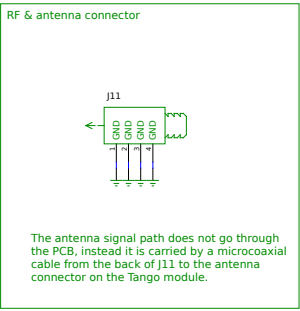 RF & antenna connector
J11
GND GND GND GND
1 2 3 4
The antenna signal path does not go through
the PCB, instead it is carried by a microcoaxial
cable from the back of J11 to the antenna
connector on the Tango module.